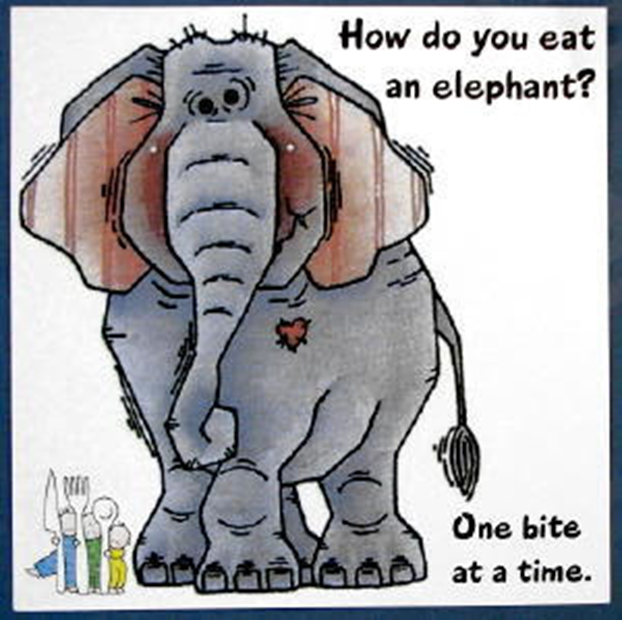 How do you eat
an elephant?
One bite
at a time.